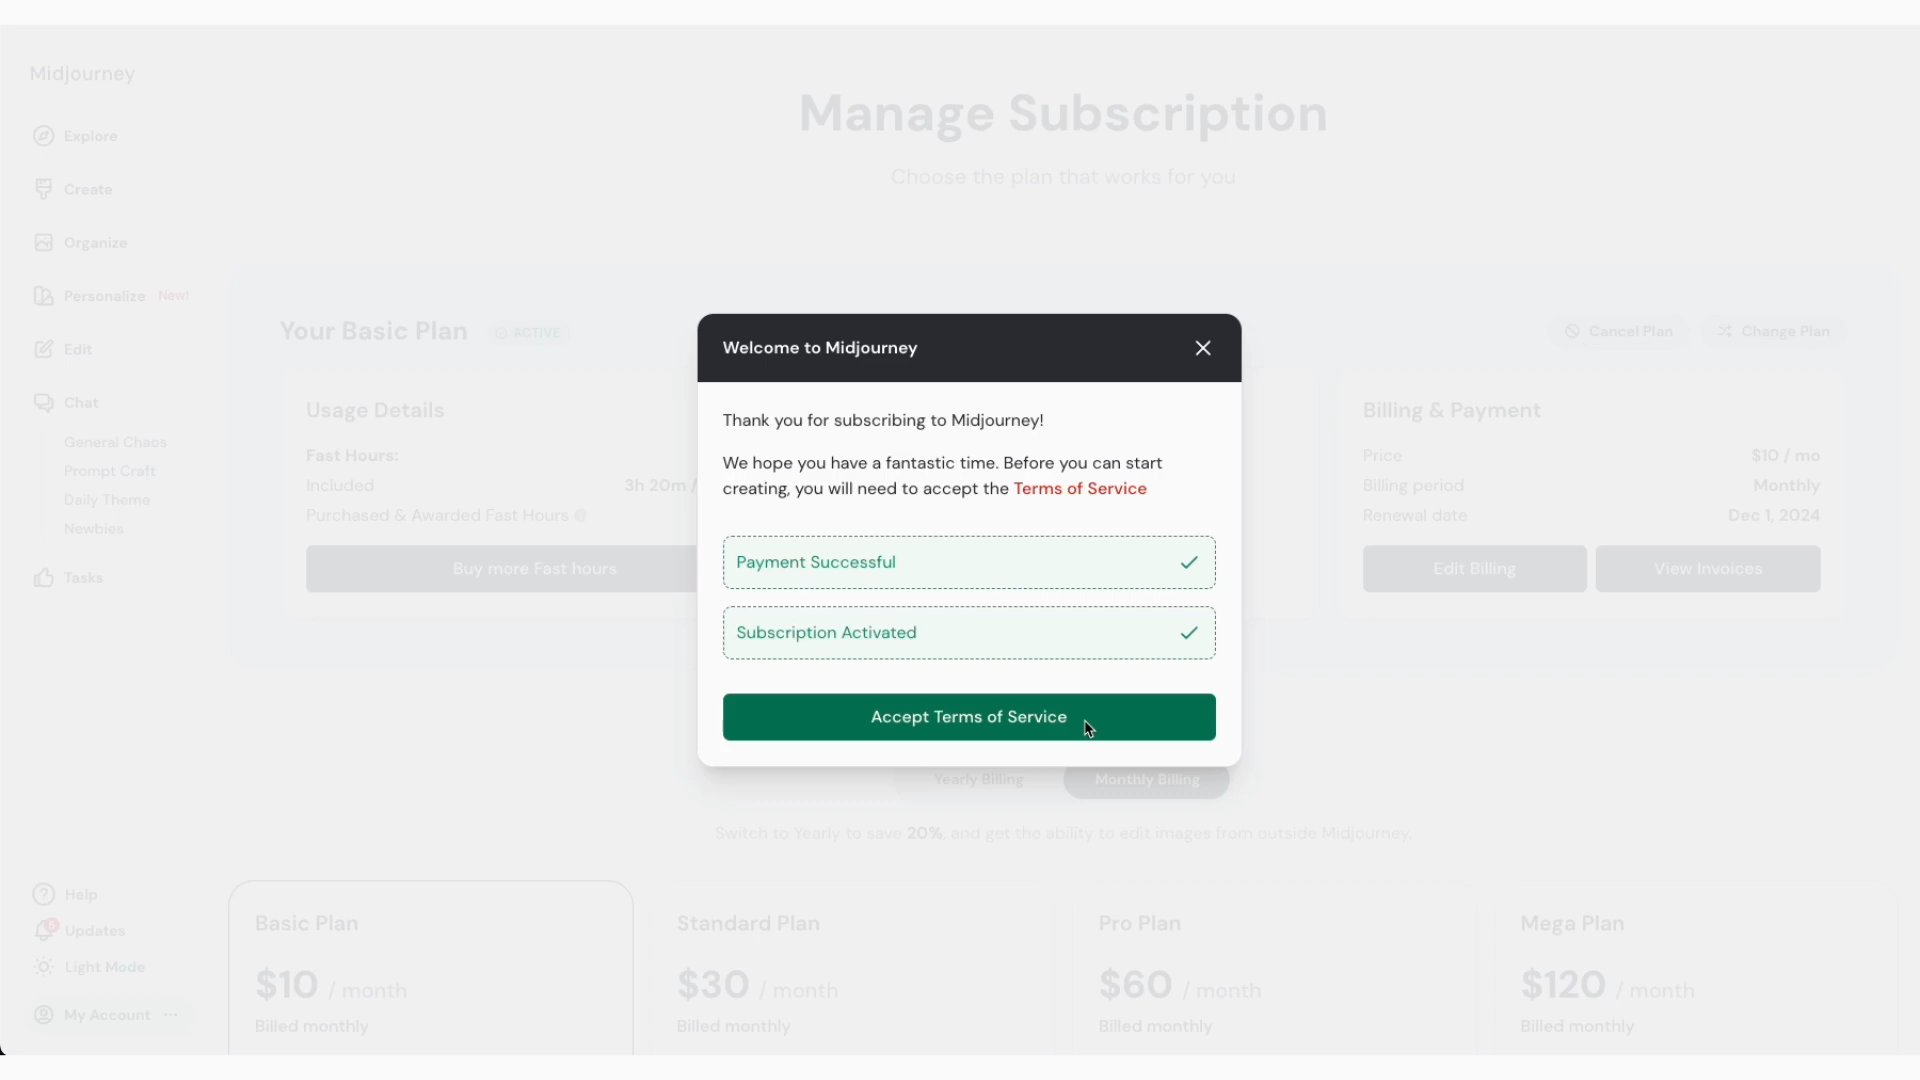 Midjourney
Explore
Create
Organize
Personalize New!
Edit
Chat
General Chaos
Prompt Craft
Daily Theme
Newbies
Tasks
Help
5
Updates
Light Mode
My Account ...
Manage Subscription
Choose the plan that works for you
Your Basic Plan ACTIVE
Cancel Plan Change Plan
Usage Details
Fast Hours:
Included 3h 20m /
Purchased & Awarded Fast Hours
Buy more Fast hours
Billing & Payment
Price $10 / mo
Billing period Monthly
Renewal date Dec 1, 2024
Edit Billing View Invoices
Welcome to Midjourney
Thank you for subscribing to Midjourney!
We hope you have a fantastic time. Before you can start
creating, you will need to accept the Terms of Service
Payment Successful
Subscription Activated
Accept Terms of Service
Yearly Billing Monthly Billing
Switch to Yearly to save 20%, and get the ability to edit images from outside Midjourney.
Basic Plan
$10 / month
Billed monthly
Standard Plan
$30 / month
Billed monthly
Pro Plan
$60 / month
Billed monthly
Mega Plan
$120 / month
Billed monthly